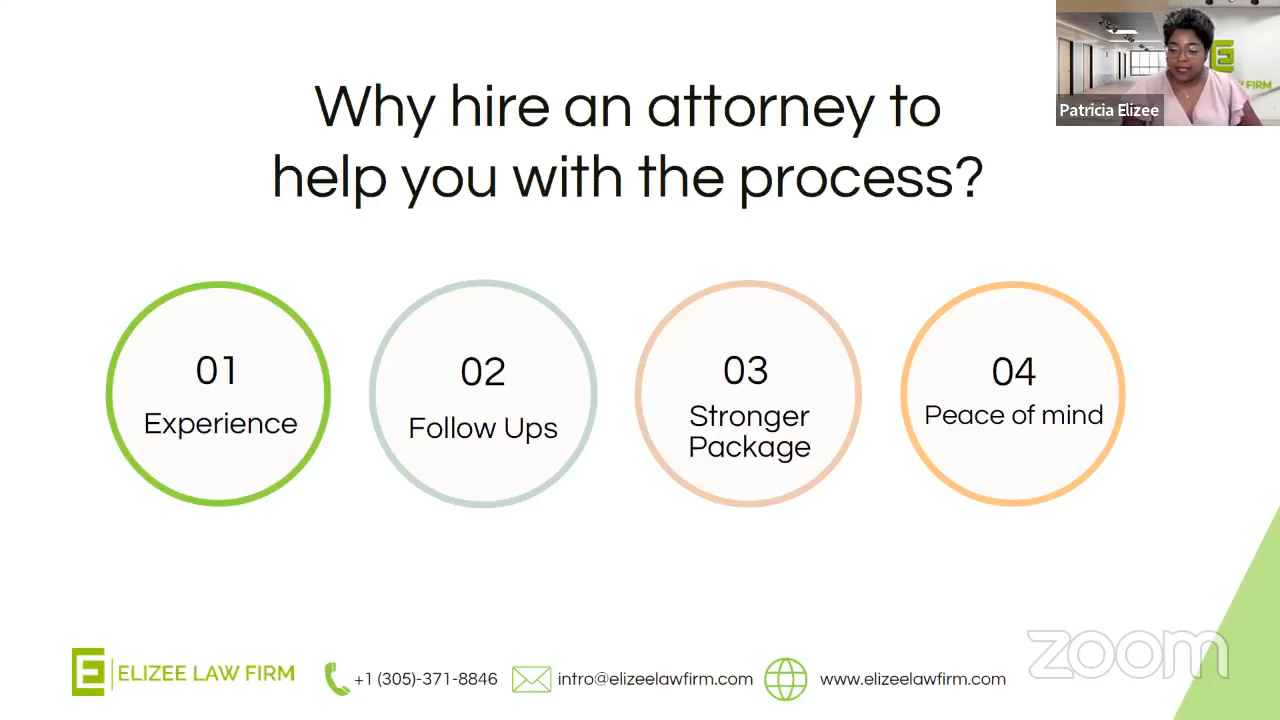 Why hire an attorney to
help you with the process?
E
W FIRM
Patricia Elizee
01
Experience
02
Follow Ups
03
Stronger
Package
04
Peace of mind
E
ELIZEE LAW FIRM
+1 (305)-371-8846
intro@elizeelawfirm.com
www.elizeelawfirm.com
zoom